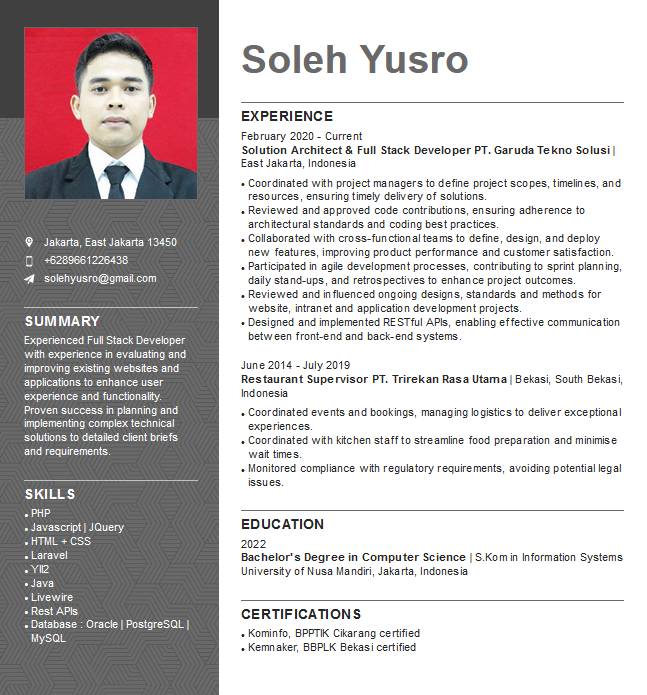 Soleh Yusro
Jakarta, East Jakarta 13450
+6289661226438
solehyusro@gmail.com
SUMMARY
Experienced Full Stack Developer
with experience in evaluating and
improving existing websites and
applications to enhance user
experience and functionality.
Proven success in planning and
implementing complex technical
solutions to detailed client briefs
and requirements.
SKILLS
• PHP
• Javascript | JQuery
• HTML + CSS
• Laravel
• YII2
• Java
• Livewire
• Rest APIs
• Database : Oracle | PostgreSQL |
MySQL
EXPERIENCE
February 2020 - Current
Solution Architect & Full Stack Developer PT. Garuda Tekno Solusi |
East Jakarta, Indonesia
• Coordinated with project managers to define project scopes, timelines, and
resources, ensuring timely delivery of solutions.
• Reviewed and approved code contributions, ensuring adherence to
architectural standards and coding best practices.
• Collaborated with cross-functional teams to define, design, and deploy
new features, improving product performance and customer satisfaction.
• Participated in agile development processes, contributing to sprint planning,
daily stand-ups, and retrospectives to enhance project outcomes.
• Reviewed and influenced ongoing designs, standards and methods for
website, intranet and application development projects.
• Designed and implemented RESTful APIs, enabling effective communication
between front-end and back-end systems.
June 2014 - July 2019
Restaurant Supervisor PT. Trirekan Rasa Utama | Bekasi, South Bekasi,
Indonesia
• Coordinated events and bookings, managing logistics to deliver exceptional
experiences.
• Coordinated with kitchen staff to streamline food preparation and minimise
wait times.
• Monitored compliance with regulatory requirements, avoiding potential legal
issues.
EDUCATION
2022
Bachelor's Degree in Computer Science | S.Kom in Information Systems
University of Nusa Mandiri, Jakarta, Indonesia
CERTIFICATIONS
• Kominfo, BPPTIK Cikarang certified
• Kemnaker, BBPLK Bekasi certified